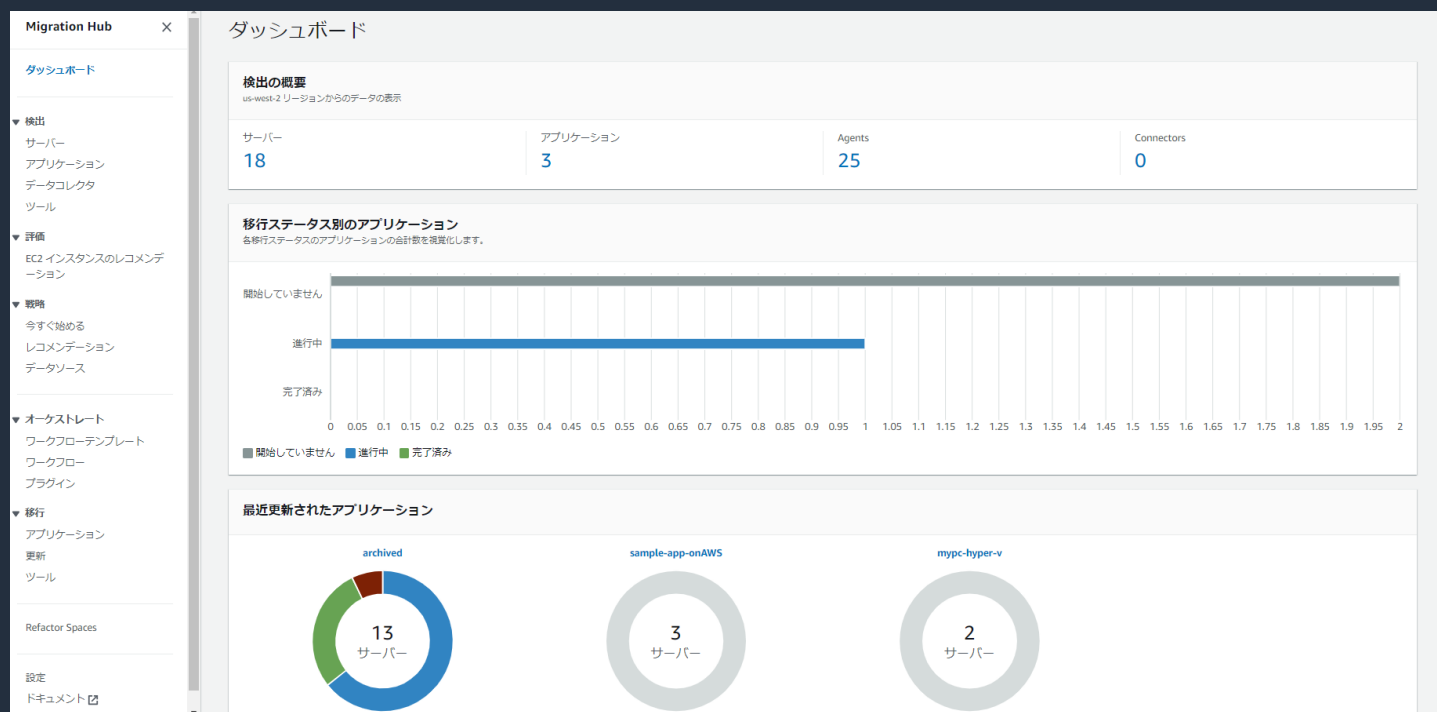 Migration Hub
ダッシュボード
検出
サーバー
アプリケーション
データコレクタ
ツール
評価
EC2 インスタンスのレコメンデ
ーション
戦略
今すぐ始める
レコメンデーション
データソース
オーケストレート
ワークフローテンプレート
ワークフロー
プラグイン
移行
アプリケーション
更新
ツール
Refactor Spaces
設定
ドキュメント
ダッシュボード
検出の概要
us-west-2 リージョンからのデータの表示
サーバー
18
アプリケーション
3
Agents
25
Connectors
0
移行ステータス別のアプリケーション
各移行ステータスのアプリケーションの合計数を視覚化します。
開始していません
進行中
完了済み
0 0.05 0.1 0.15 0.2 0.25 0.3 0.35 0.4 0.45 0.5 0.55 0.6 0.65 0.7 0.75 0.8 0.85 0.9 0.95 1 1.05 1.1 1.15 1.2 1.25 1.3 1.35 1.4 1.45 1.5 1.55 1.6 1.65 1.7 1.75 1.8 1.85 1.9 1.95 2
開始していません 進行中 完了済み
最近更新されたアプリケーション
archived
13
サーバー
sample-app-onAWS
3
サーバー
mypc-hyper-v
2
サーバー